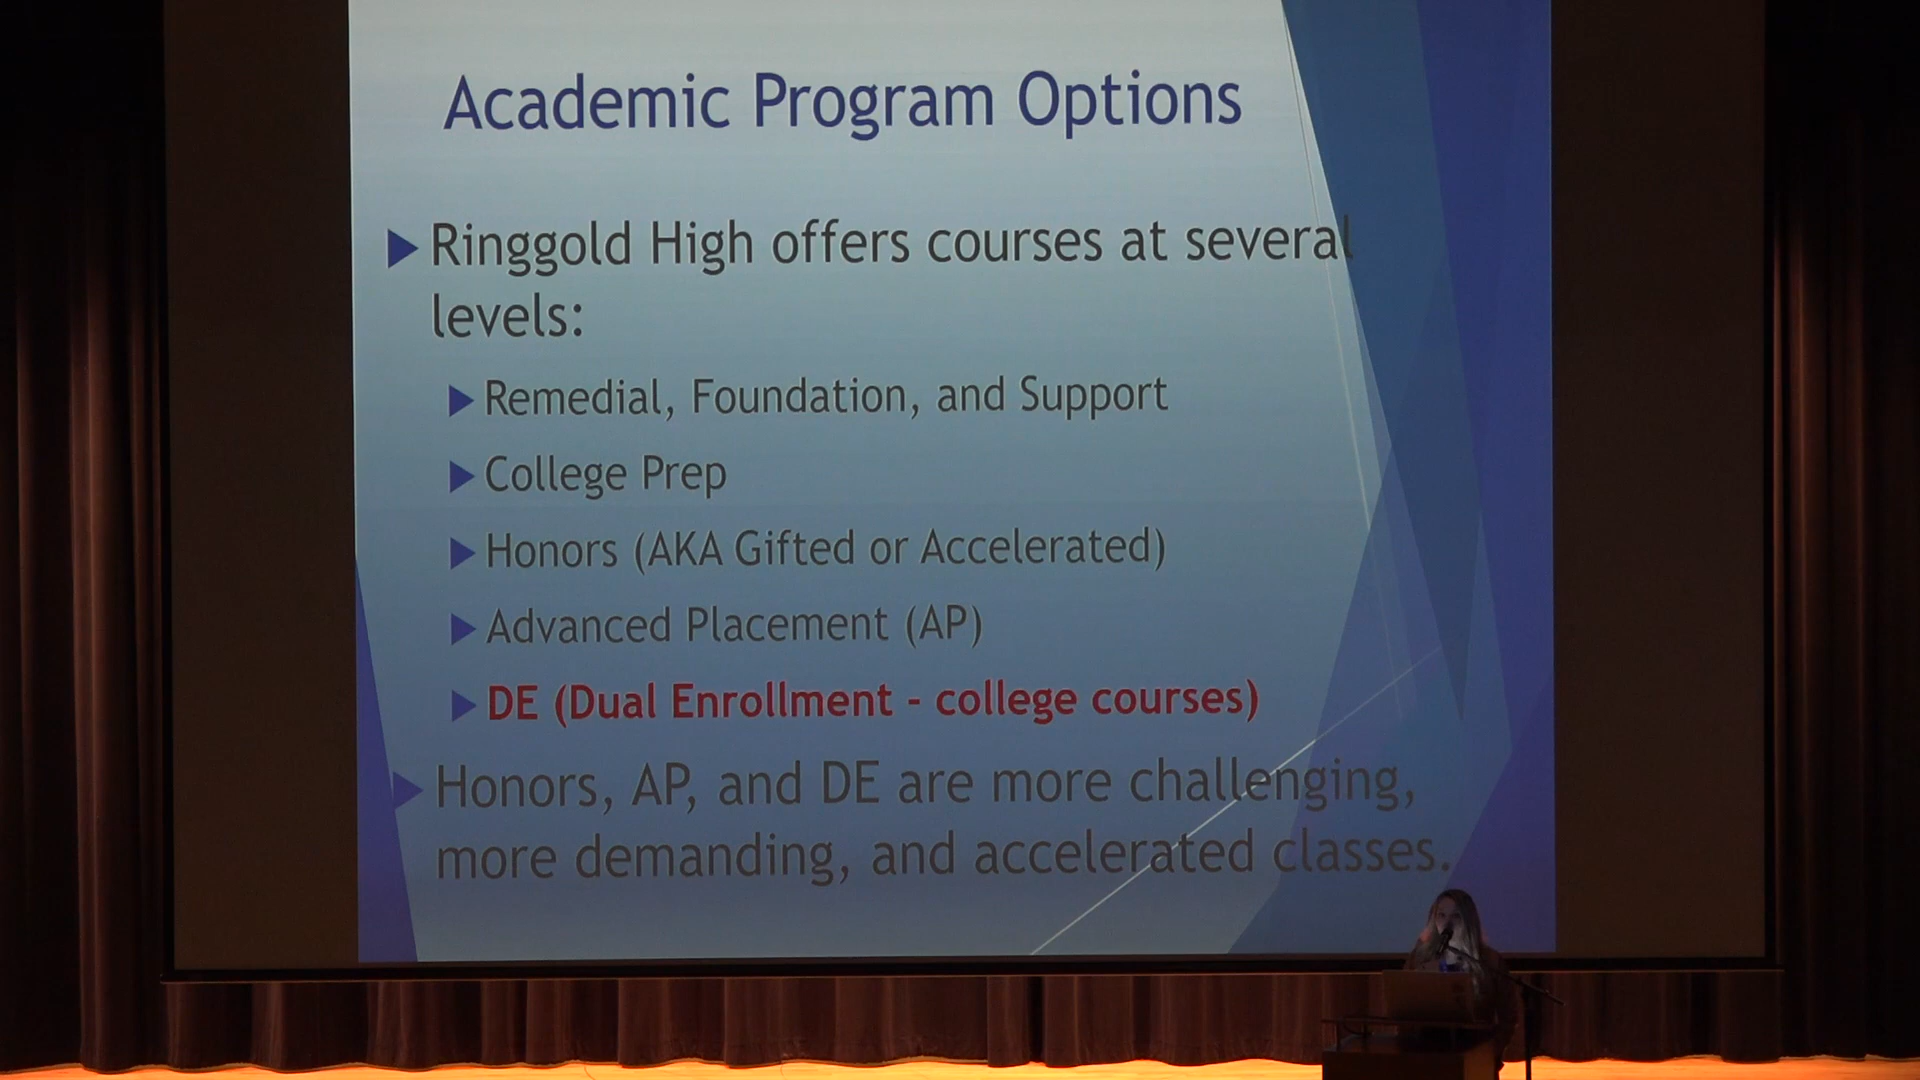 Academic Program Options
Ringgold High offers courses at several
levels:
Remedial, Foundation, and Support
College Prep
Honors (AKA Gifted or Accelerated)
Advanced Placement (AP)
DE (Dual Enrollment - college courses)
Honors, AP, and DE are more challenging,
more demanding, and accelerated classes.